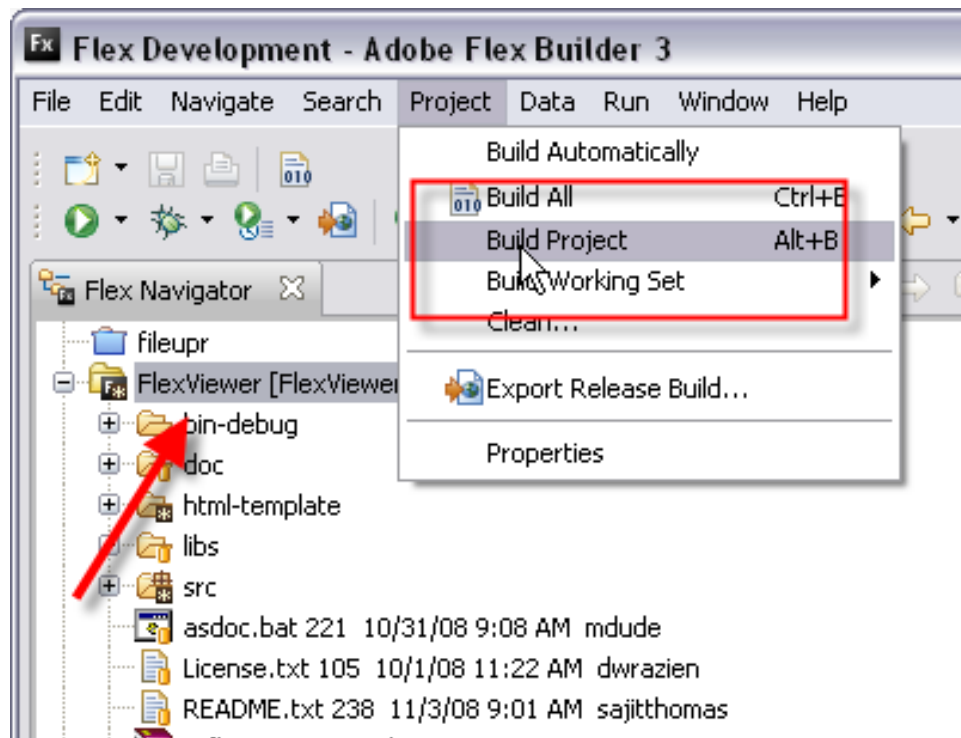 Fx Flex Development - Adobe Flex Builder 3
File Edit Navigate Search Project Data Run Window Help
Build Automatically
010
010 Build All Ctrl+B
Build Project Alt+B
Build Working Set
Clean...
Export Release Build...
Properties
Flex Navigator
fileupr
FlexViewer [FlexViewer
bin-debug
doc
html-template
libs
src
asdoc.bat 221 10/31/08 9:08 AM mdude
License.txt 105 10/1/08 11:22 AM dwrazien
README.txt 238 11/3/08 9:01 AM sajitthomas